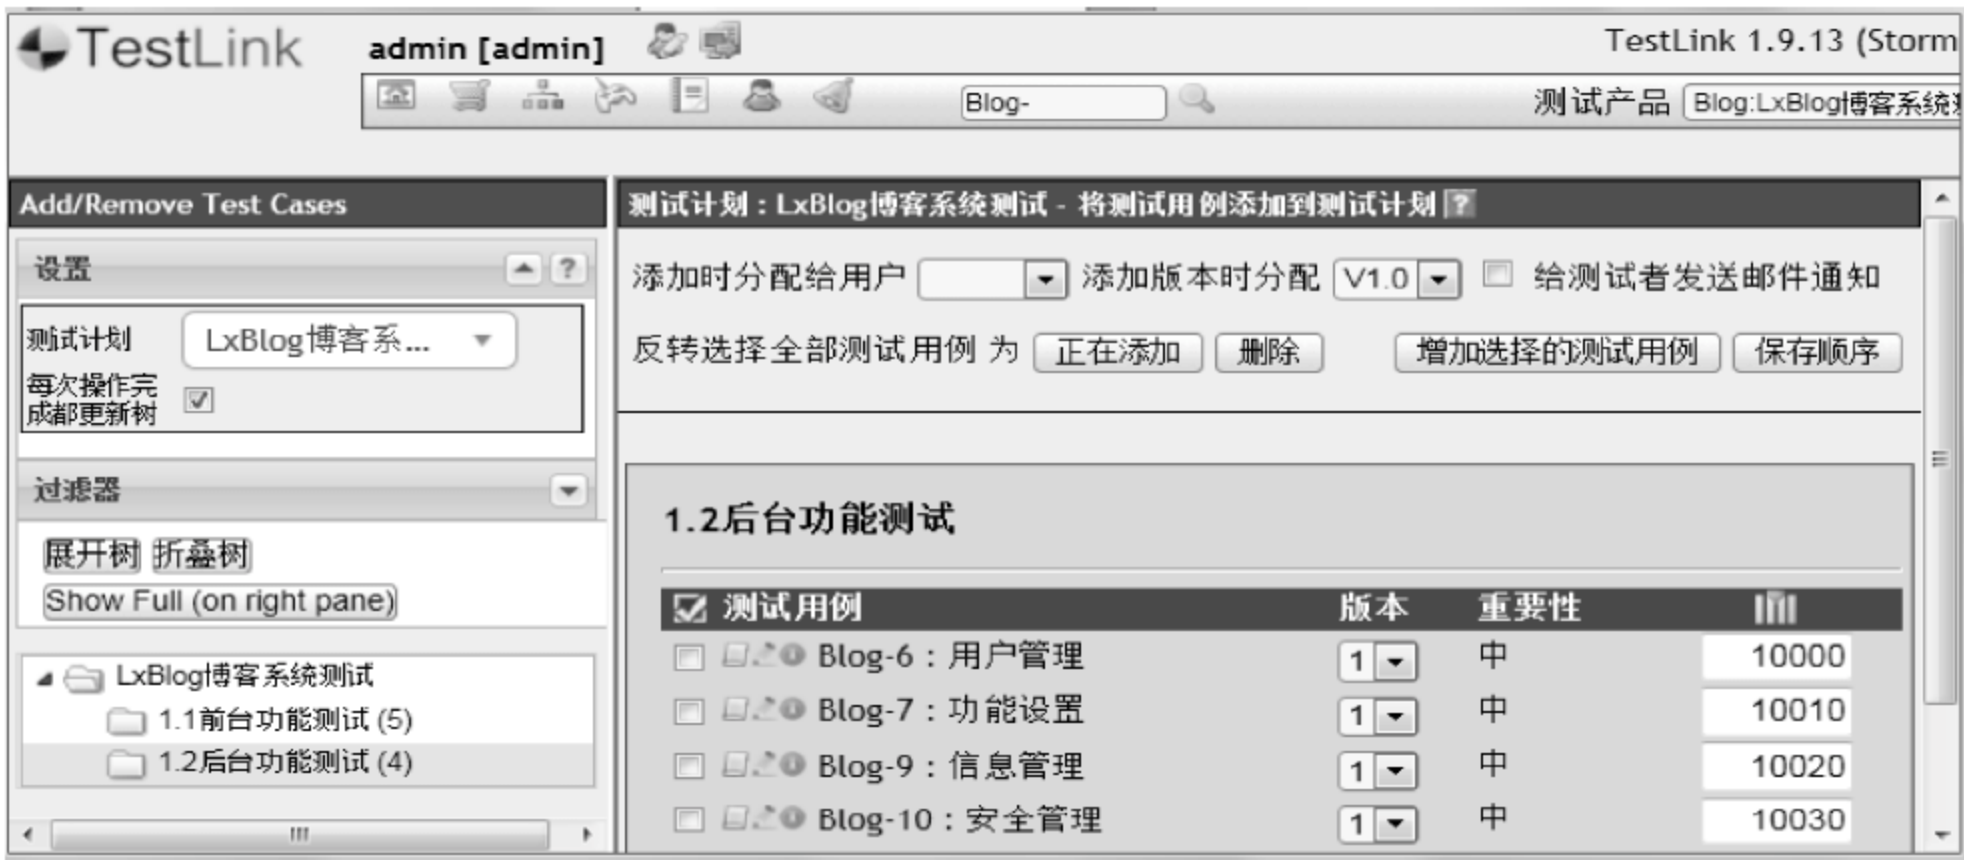 TestLink
admin [admin]
TestLink 1.9.13 (Storm
Blog-
测试产品 Blog:LxBlog博客系统
Add/Remove Test Cases
设置
?
测试计划 LxBlog博客系...
每次操作完
成都更新树
过滤器
展开树 折叠树
Show Full (on right pane)
LxBlog博客系统测试
1.1前台功能测试 (5)
1.2后台功能测试 (4)
测试计划 : LxBlog博客系统测试 - 将测试用例添加到测试计划 ?
添加时分配给用户 添加版本时分配 V1.0 给测试者发送邮件通知
反转选择全部测试用例 为 正在添加 删除 增加选择的测试用例 保存顺序
1.2后台功能测试
测试用例 版本 重要性
Blog-6 : 用户管理 1 中 10000
Blog-7 : 功能设置 1 中 10010
Blog-9 : 信息管理 1 中 10020
Blog-10 : 安全管理 1 中 10030